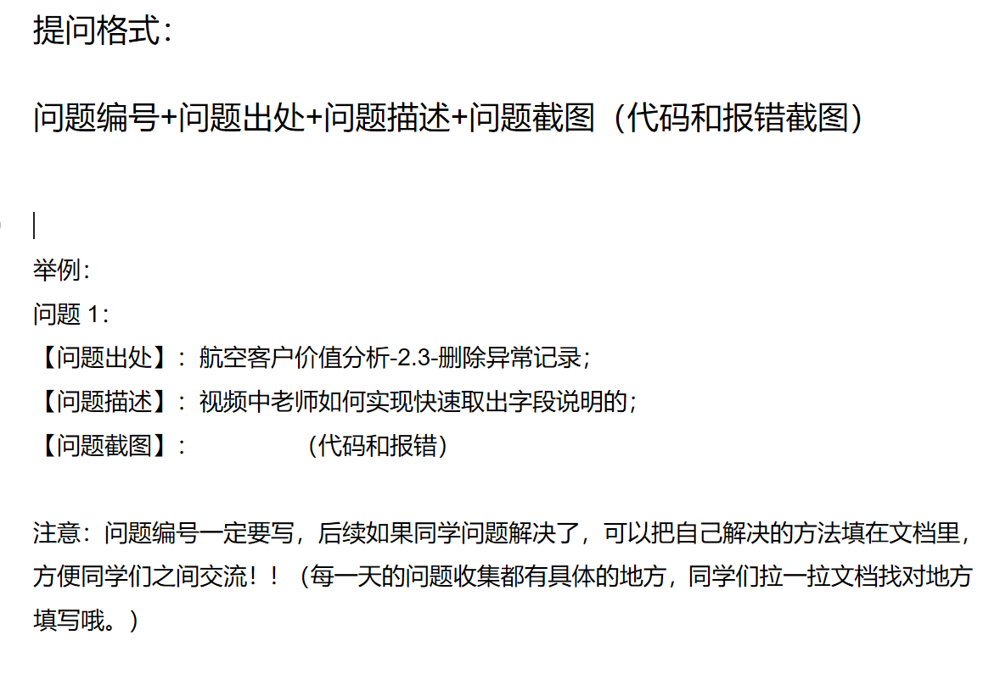 提问格式：
问题编号+问题出处+问题描述+问题截图（代码和报错截图）
举例：
问题 1：
【问题出处】：航空客户价值分析-2.3-删除异常记录；
【问题描述】：视频中老师如何实现快速取出字段说明的；
【问题截图】： （代码和报错）
注意：问题编号一定要写，后续如果同学问题解决了，可以把自己解决的方法填在文档里，
方便同学们之间交流！！（每一天的问题收集都有具体的地方，同学们拉一拉文档找对地方
填写哦。）